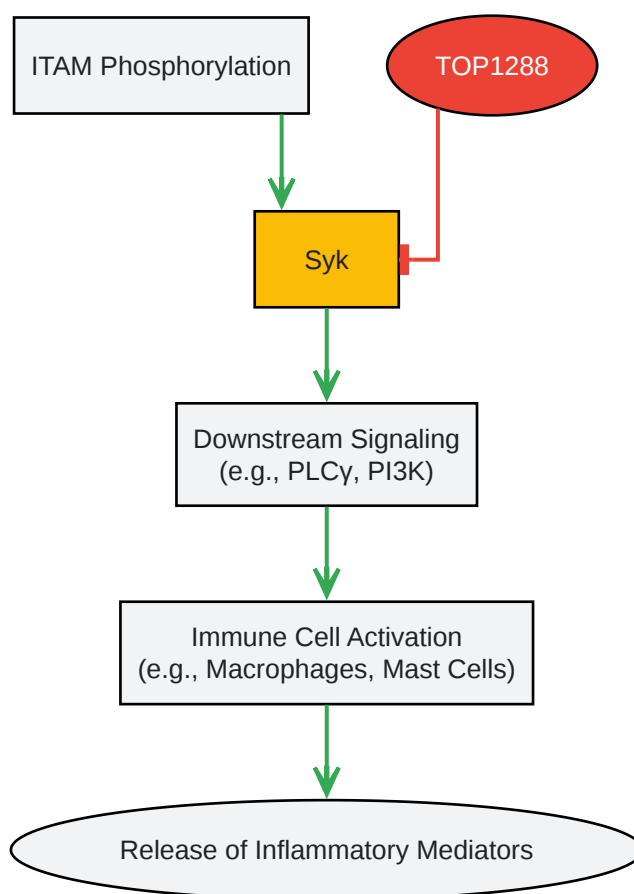 ITAM Phosphorylation
TOP1288
Syk
Downstream Signaling
(e.g., PLCγ, PI3K)
Immune Cell Activation
(e.g., Macrophages, Mast Cells)
Release of Inflammatory Mediators